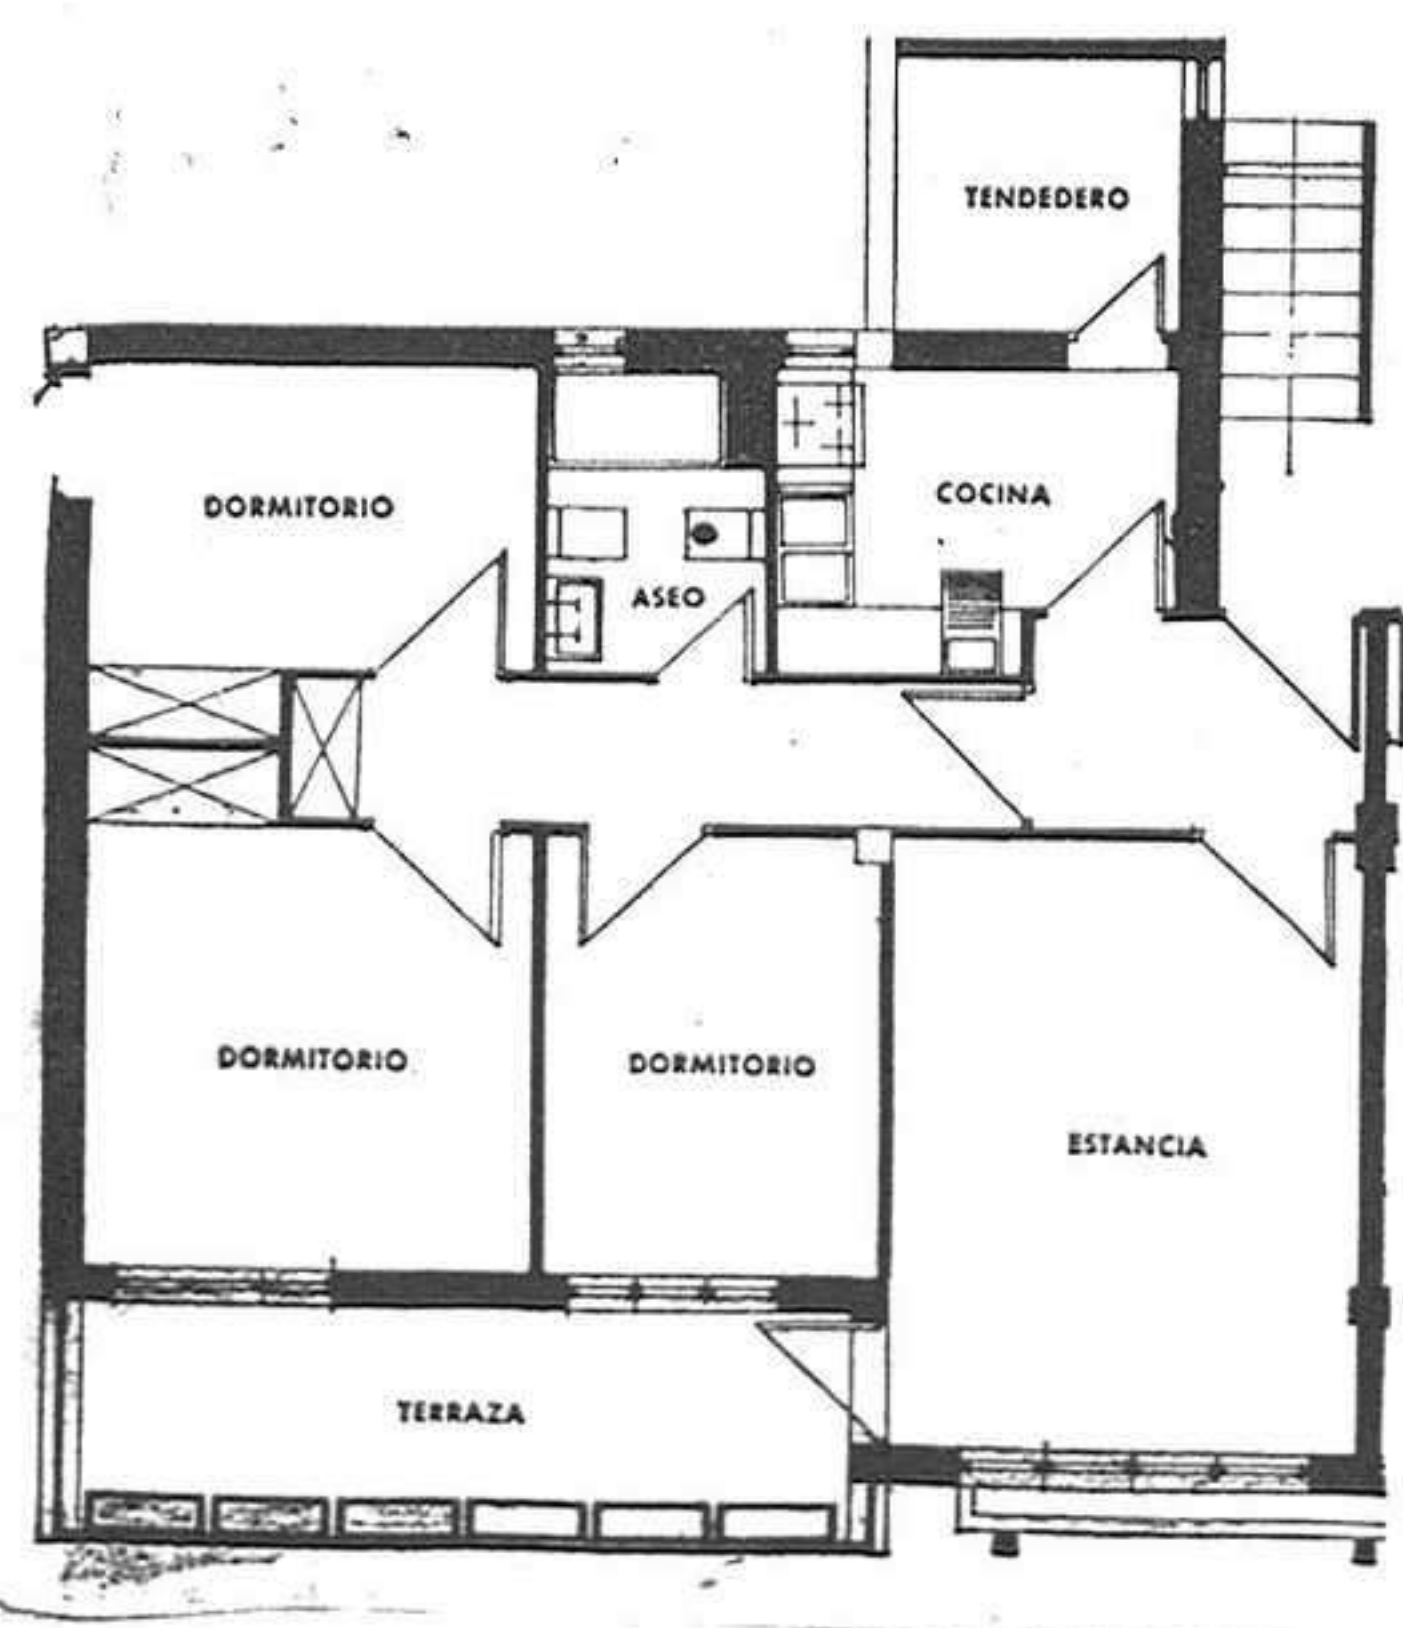 TENDEDERO
COCINA
DORMITORIO
ASEO
DORMITORIO
DORMITORIO
ESTANCIA
TERRAZA